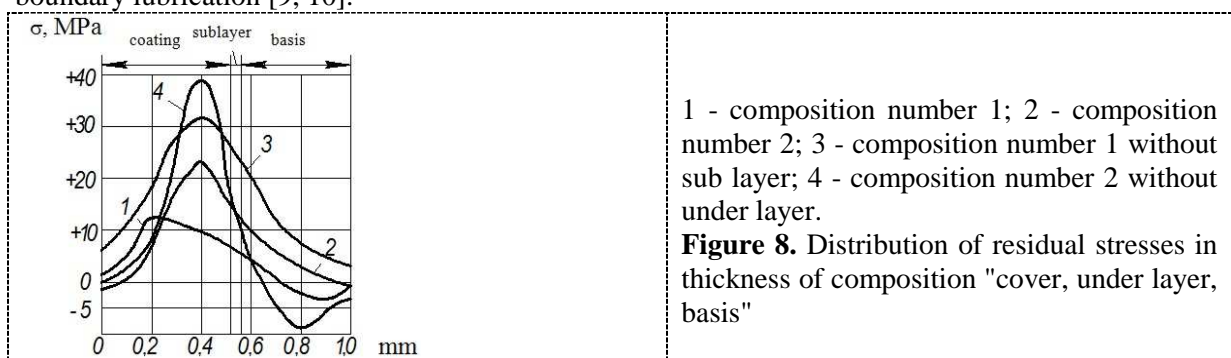 boundary lubrication [9, 10].
σ, MPa
coating sublayer basis
+40
+30
+20
+10
0
-5
4
3
1
2
0 0,2 0,4 0,6 0,8 1,0 mm
1 - composition number 1; 2 - composition
number 2; 3 - composition number 1 without
sub layer; 4 - composition number 2 without
under layer.
Figure 8. Distribution of residual stresses in
thickness of composition "cover, under layer,
basis"